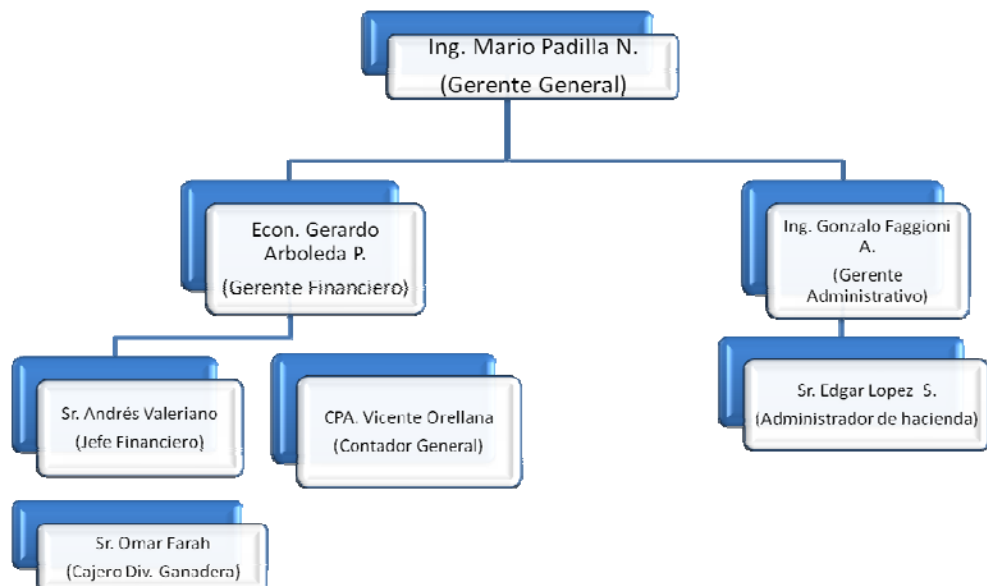 Ing. Mario Padilla N.
(Gerente General)
Econ. Gerardo
Arboleda P.
(Gerente Financiero)
Ing. Gonzalo Faggioni
A.
(Gerente
Administrativo)
Sr. Andrés Valeriano
(Jefe Financiero)
CPA. Vicente Orellana
(Contador General)
Sr. Edgar Lopez S.
(Administrador de hacienda)
Sr. Omar Farah
(Cajero Div. Ganadera)